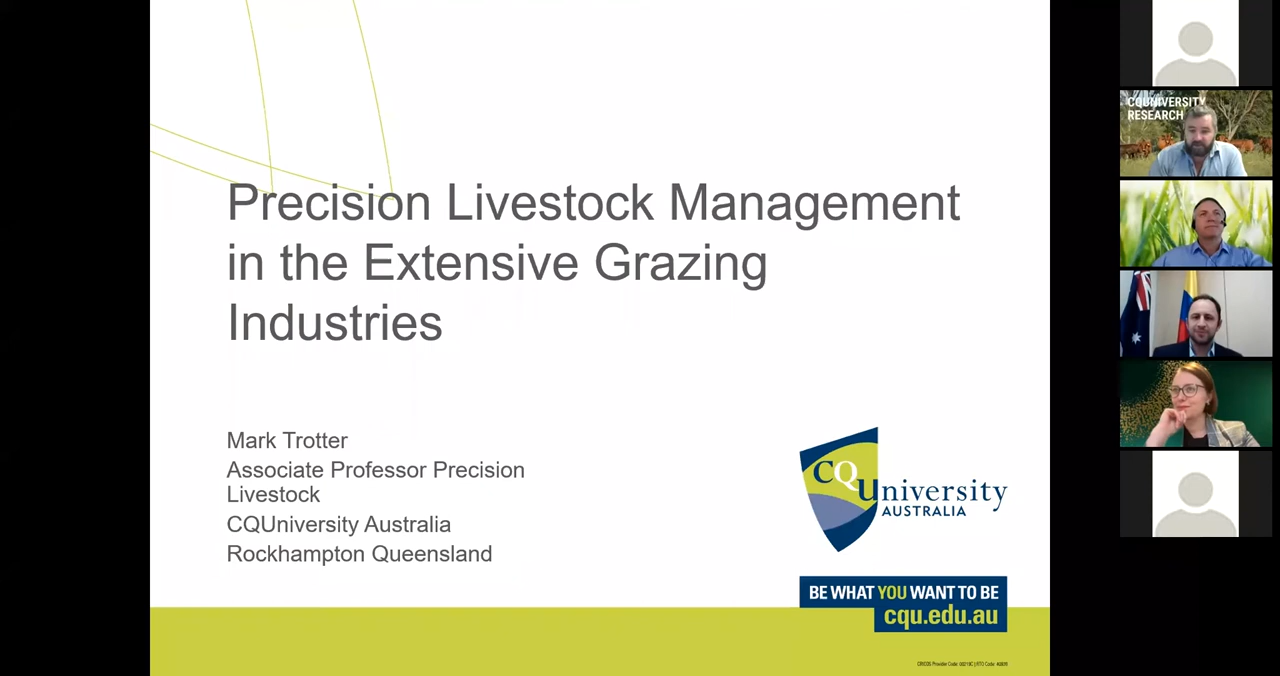 Precision Livestock Management
in the Extensive Grazing
Industries
Mark Trotter
Associate Professor Precision
Livestock
CQUniversity Australia
Rockhampton Queensland
CQUniversity
AUSTRALIA
BE WHAT YOU WANT TO BE
cqu.edu.au
CQUNIVERSITY
RESEARCH